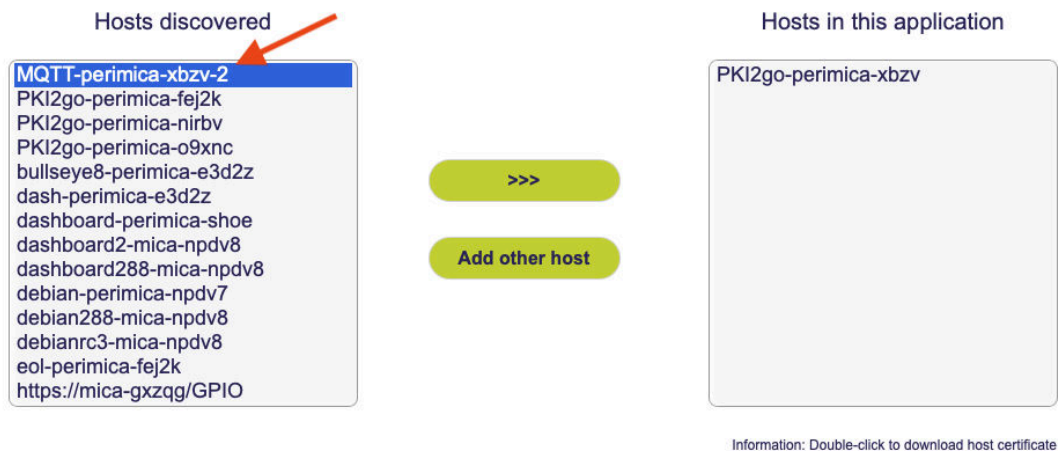 Hosts discovered
MQTT-perimica-xbzv-2
PKI2go-perimica-fej2k
PKI2go-perimica-nirbv
PKI2go-perimica-o9xnc
bullseye8-perimica-e3d2z
dash-perimica-e3d2z
dashboard-perimica-shoe
dashboard2-mica-npdv8
dashboard288-mica-npdv8
debian-perimica-npdv7
debian288-mica-npdv8
debianrc3-mica-npdv8
eol-perimica-fej2k
https://mica-gxzqg/GPIO
>>>
Add other host
Hosts in this application
PKI2go-perimica-xbzv
Information: Double-click to download host certificate